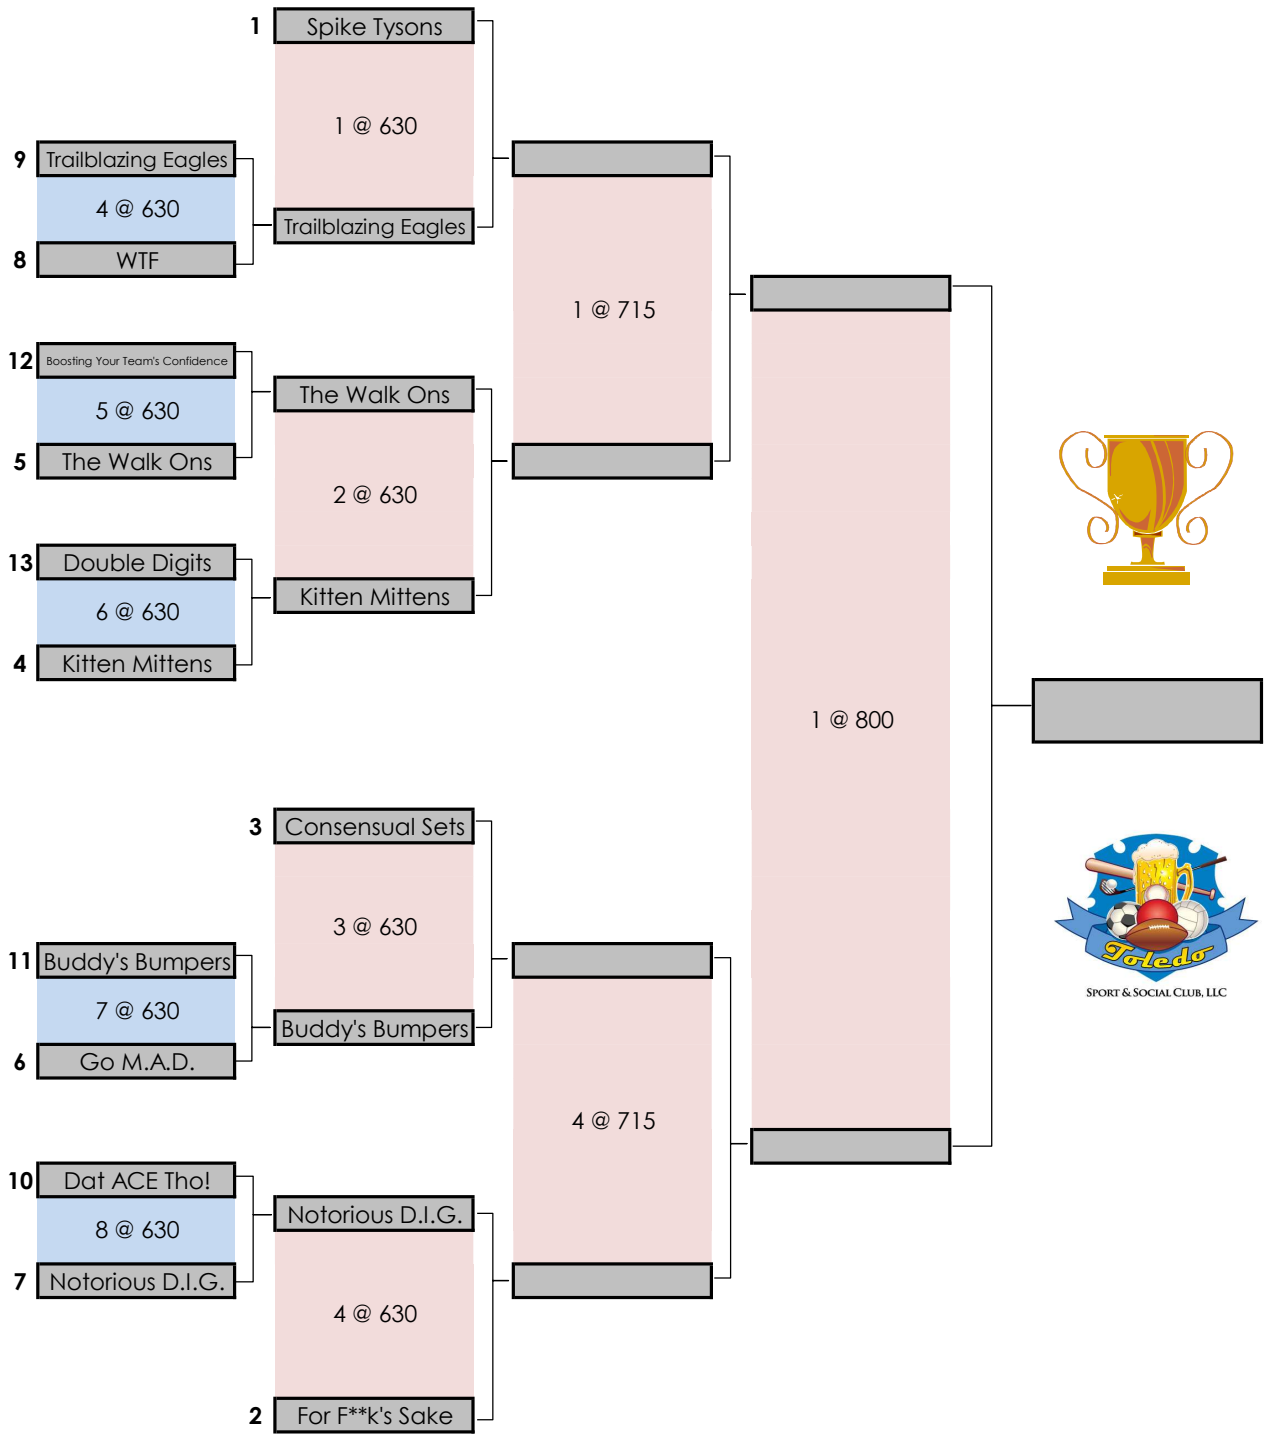 1 Spike Tysons
1 @ 630
9 Trailblazing Eagles
4 @ 630
Trailblazing Eagles
8 WTF
1 @ 715
12 Boosting Your Team's Confidence
The Walk Ons
5 @ 630
5 The Walk Ons
2 @ 630
13 Double Digits
Kitten Mittens
6 @ 630
4 Kitten Mittens
1 @ 800
3 Consensual Sets
3 @ 630
11 Buddy's Bumpers
7 @ 630
Buddy's Bumpers
6 Go M.A.D.
Toledo
SPORT & SOCIAL CLUB, LLC
4 @ 715
10 Dat ACE Tho!
Notorious D.I.G.
8 @ 630
7 Notorious D.I.G.
4 @ 630
2 For F**k's Sake